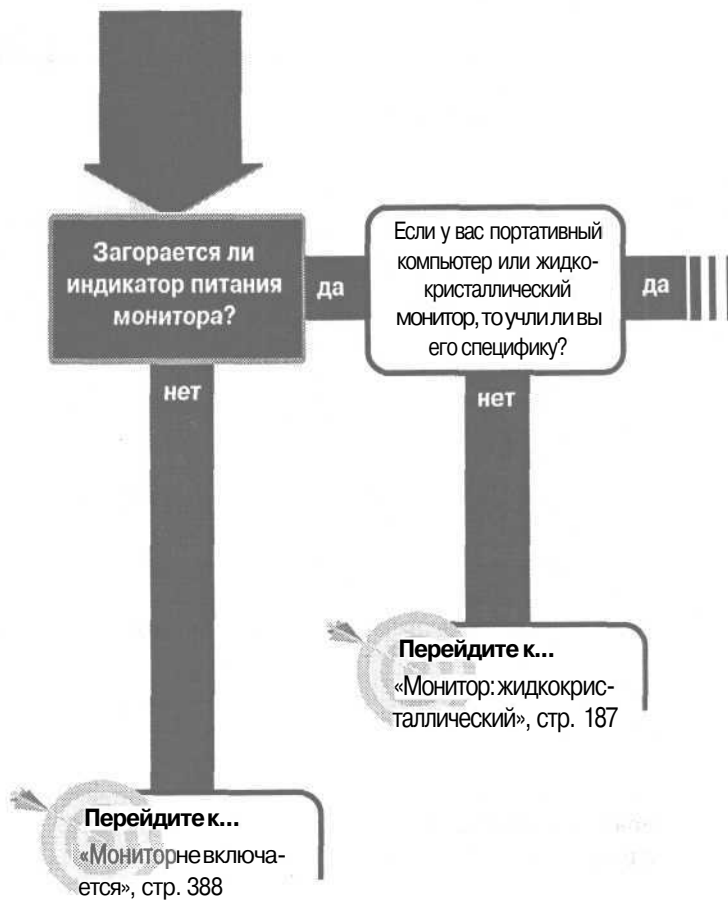 Загорается ли
индикатор питания
монитора?
да
Если у вас портативный
компьютер или жидко-
кристаллический
монитор, то учли ли вы
его специфику?
да
нет
нет
Перейдите к...
«Монитор: жидкокрис-
таллический», стр. 187
Перейдите к...
«Монитор не включа-
ется», стр. 388